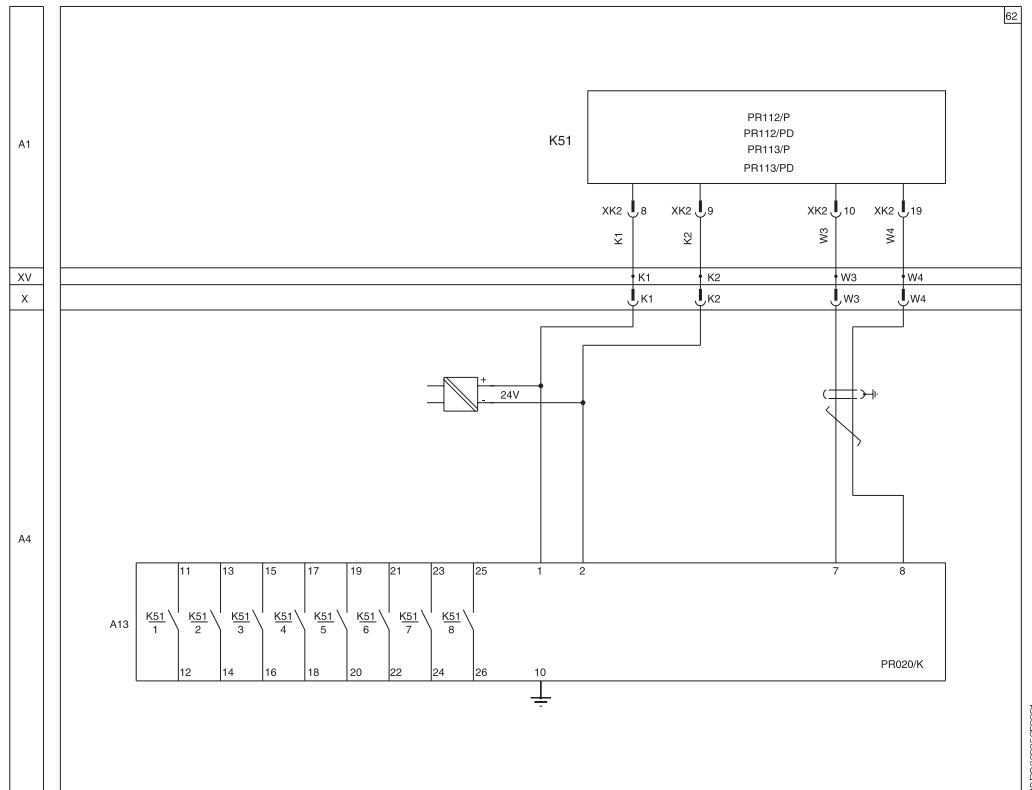 62
A1
K51
PR112/P
PR112/PD
PR113/P
PR113/PD
XK2 8 XK2 9 XK2 10 XK2 19
K1 K2 W3 W4
XV K1 K2 W3 W4
X K1 K2 W3 W4
+
24V
-
A4
11 13 15 17 19 21 23 25 1 2 7 8
A13
K51 K51 K51 K51 K51 K51 K51 K51
1 2 3 4 5 6 7 8
PR020/K
12 14 16 18 20 22 24 26 10